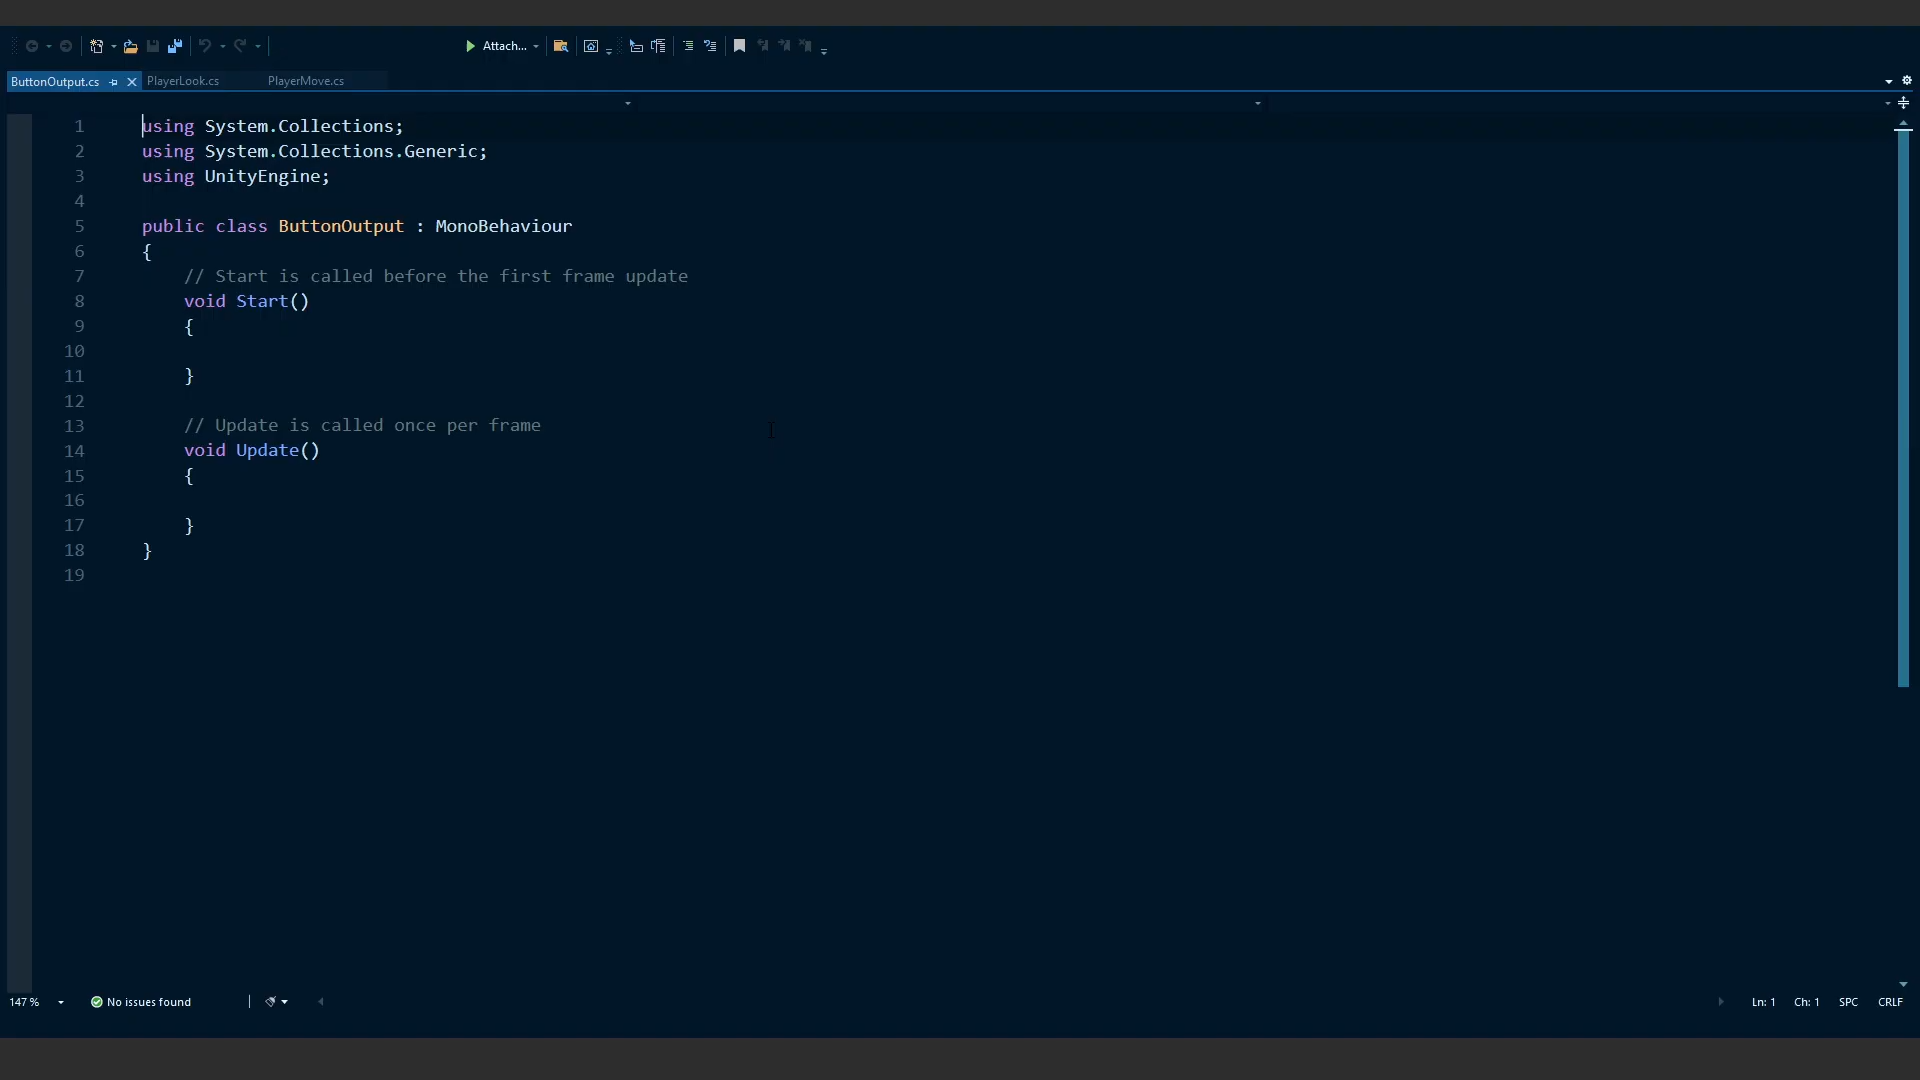 Attach...
ButtonOutput.cs PlayerLook.cs PlayerMove.cs
1 using System.Collections;
2 using System.Collections.Generic;
3 using UnityEngine;
4
5 public class ButtonOutput : MonoBehaviour
6 {
7 // Start is called before the first frame update
8 void Start()
9 {
10
11 }
12
13 // Update is called once per frame
14 void Update()
15 {
16
17 }
18 }
19
147 % No issues found Ln: 1 Ch: 1 SPC CRLF